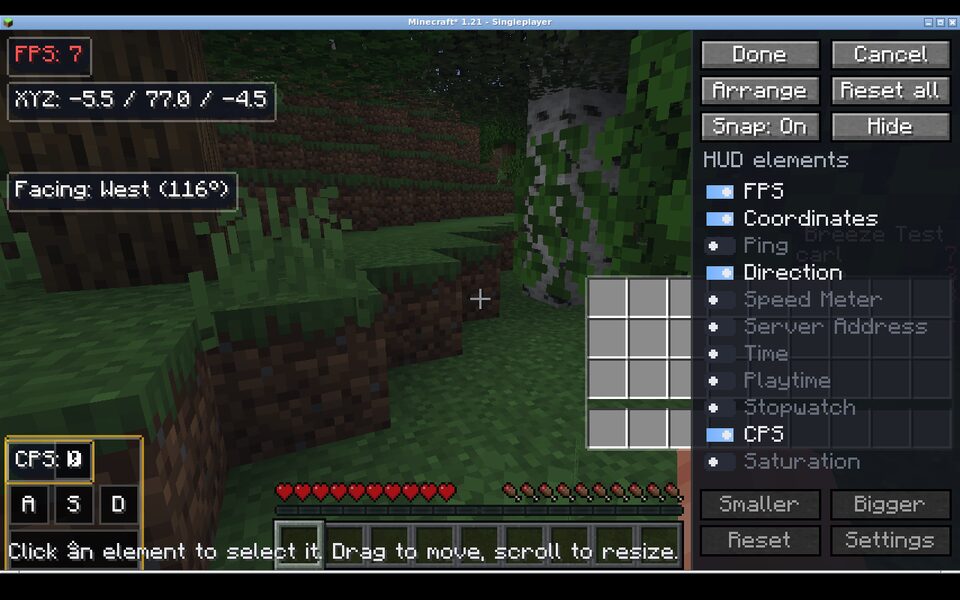 Minecraft* 1.21 - Singleplayer
FPS: 7
XYZ: -5.5 / 77.0 / -4.5
Facing: West (116°)
Done
Cancel
Arrange
Reset all
Snap: On
Hide
HUD elements
FPS
Coordinates
Ping
Breeze Test
carl
Direction
Speed Meter
Server Address
Time
Playtime
Stopwatch
CPS
Saturation
Smaller
Bigger
Reset
Settings
CPS: 0
A
S
D
Click an element to select it. Drag to move, scroll to resize.